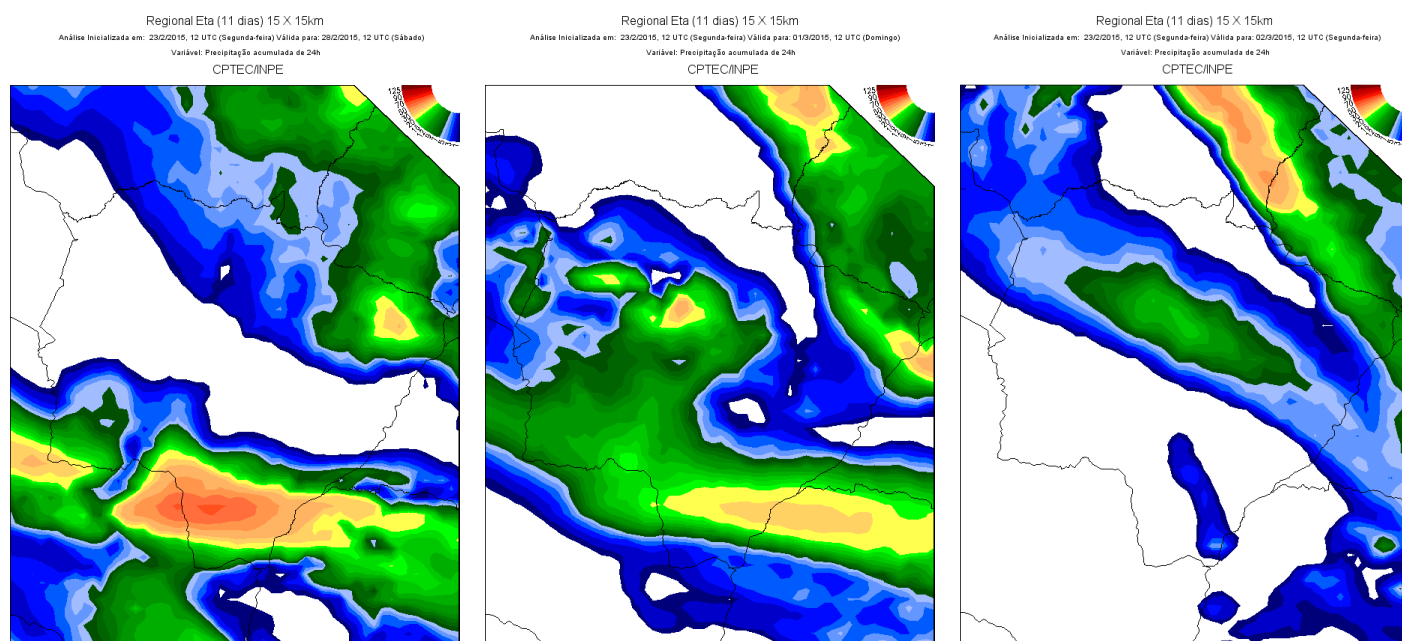 Regional Eta (11 dias) 15 X 15km
Análise Inicializada em: 23/2/2015, 12 UTC (Segunda-feira) Válida para: 28/2/2015, 12 UTC (Sábado)
Variável: Precipitação acumulada de 24h
CPTEC/INPE
125
Regional Eta (11 dias) 15 X 15km
Análise Inicializada em: 23/2/2015, 12 UTC (Segunda-feira) Válida para: 01/3/2015, 12 UTC (Domingo)
Variável: Precipitação acumulada de 24h
CPTEC/INPE
125
Regional Eta (11 dias) 15 X 15km
Análise Inicializada em: 23/2/2015, 12 UTC (Segunda-feira) Válida para: 02/3/2015, 12 UTC (Segunda-feira)
Variável: Precipitação acumulada de 24h
CPTEC/INPE
125